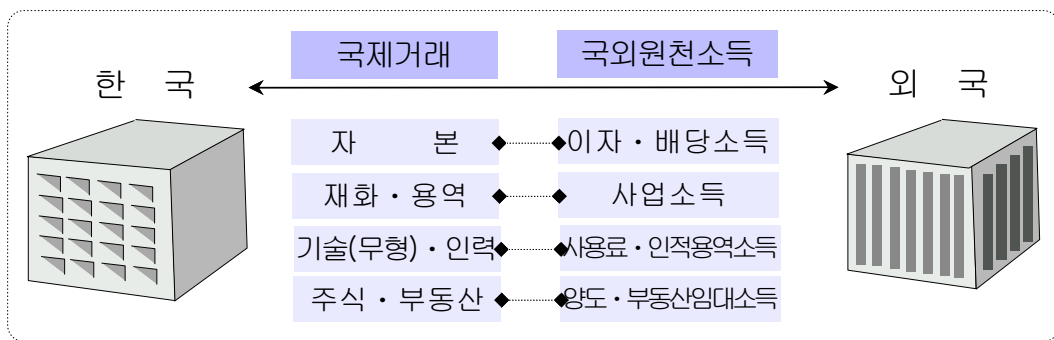 국제거래 국외원천소득
한 국 외 국
자 본 이자·배당소득
재화·용역 사업소득
기술(무형)·인력 사용료·인적용역소득
주식·부동산 양도·부동산임대소득